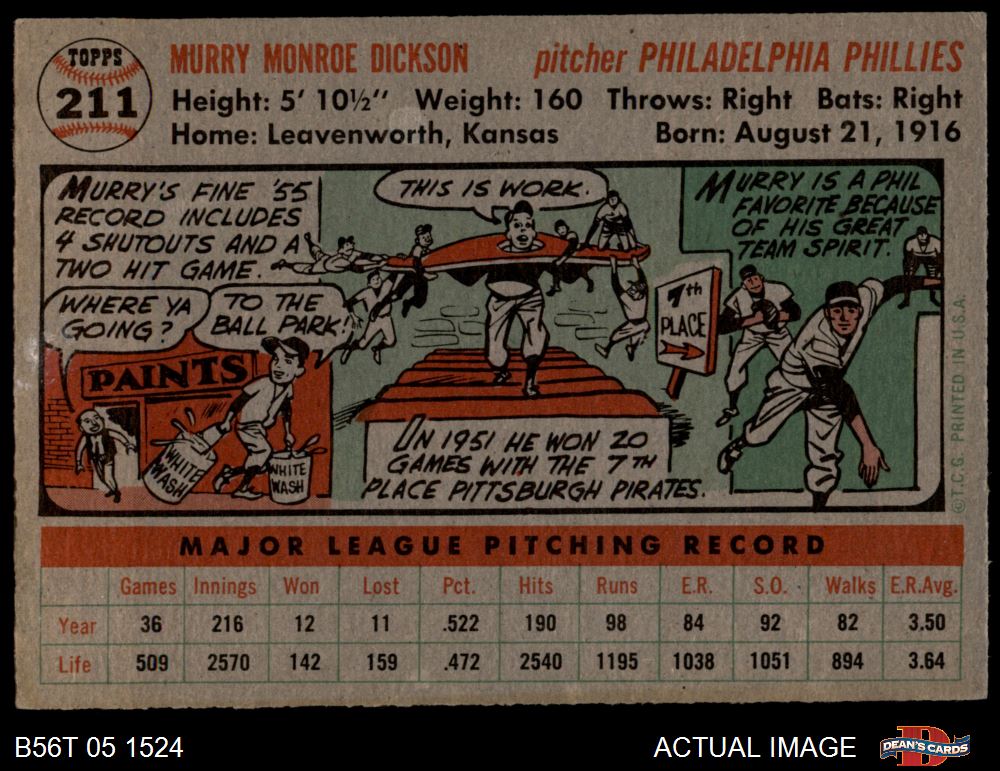 TOPPS
211
MURRY MONROE DICKSON pitcher PHILADELPHIA PHILLIES
Height: 5' 10½" Weight: 160 Throws: Right Bats: Right
Home: Leavenworth, Kansas Born: August 21, 1916
MURRY'S FINE '55
RECORD INCLUDES
4 SHUTOUTS AND A
TWO HIT GAME.
WHERE YA
GOING?
TO THE
BALL PARK!
PAINTS
WHITE
WASH
WHITE
WASH
THIS IS WORK.
7th
PLACE
IN 1951 HE WON 20
GAMES WITH THE 7TH
PLACE PITTSBURGH PIRATES.
MURRY IS A PHIL
FAVORITE BECAUSE
OF HIS GREAT
TEAM SPIRIT.
©T.C.G. PRINTED IN U.S.A.
MAJOR LEAGUE PITCHING RECORD
Games Innings Won Lost Pct. Hits Runs E.R. S.O. Walks E.R.Avg.
Year 36 216 12 11 .522 190 98 84 92 82 3.50
Life 509 2570 142 159 .472 2540 1195 1038 1051 894 3.64
B56T 05 1524 ACTUAL IMAGE DEAN'S CARDS